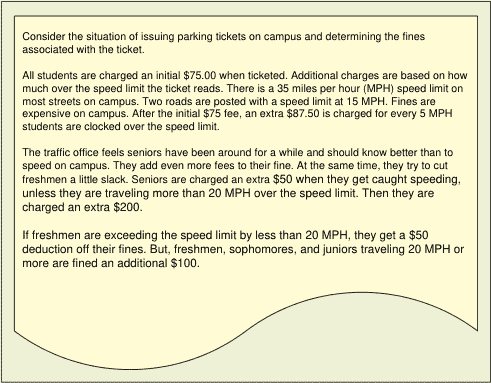 Consider the situation of issuing parking tickets on campus and determining the fines
associated with the ticket.
All students are charged an initial $75.00 when ticketed. Additional charges are based on how
much over the speed limit the ticket reads. There is a 35 miles per hour (MPH) speed limit on
most streets on campus. Two roads are posted with a speed limit at 15 MPH. Fines are
expensive on campus. After the initial $75 fee, an extra $87.50 is charged for every 5 MPH
students are clocked over the speed limit.
The traffic office feels seniors have been around for a while and should know better than to
speed on campus. They add even more fees to their fine. At the same time, they try to cut
freshmen a little slack. Seniors are charged an extra $50 when they get caught speeding,
unless they are traveling more than 20 MPH over the speed limit. Then they are
charged an extra $200.
If freshmen are exceeding the speed limit by less than 20 MPH, they get a $50
deduction off their fines. But, freshmen, sophomores, and juniors traveling 20 MPH or
more are fined an additional $100.